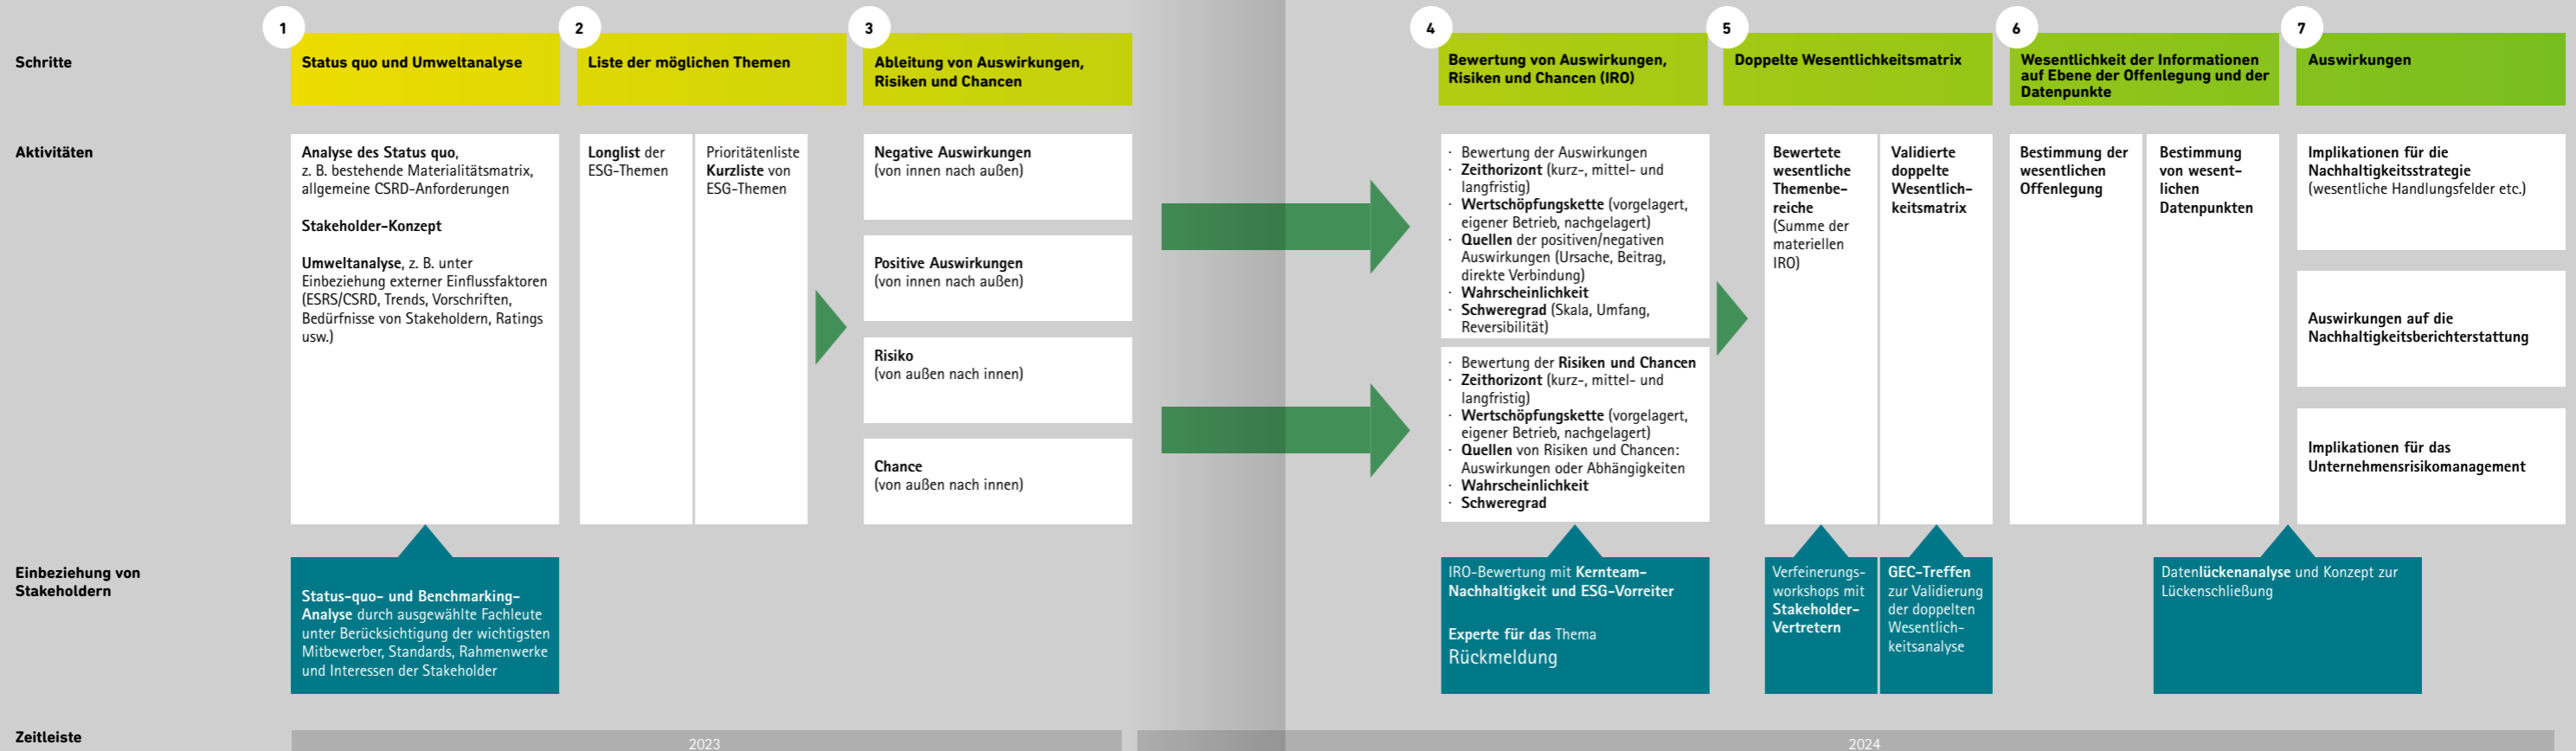 1
2
3
4
5
6
7
Schritte
Status quo und Umweltanalyse
Liste der möglichen Themen
Ableitung von Auswirkungen,
Risiken und Chancen
Bewertung von Auswirkungen,
Risiken und Chancen (IRO)
Doppelte Wesentlichkeitsmatrix
Wesentlichkeit der Informationen
auf Ebene der Offenlegung und der
Datenpunkte
Auswirkungen
Aktivitäten
Analyse des Status quo,
z. B. bestehende Materialitätsmatrix,
allgemeine CSRD-Anforderungen
Stakeholder-Konzept
Umweltanalyse, z. B. unter
Einbeziehung externer Einflussfaktoren
(ESRS/CSRD, Trends, Vorschriften,
Bedürfnisse von Stakeholdern, Ratings
usw.)
Longlist der
ESG-Themen
Prioritätenliste
Kurzliste von
ESG-Themen
Negative Auswirkungen
(von innen nach außen)
Positive Auswirkungen
(von innen nach außen)
Risiko
(von außen nach innen)
Chance
(von außen nach innen)
· Bewertung der Auswirkungen
· Zeithorizont (kurz-, mittel- und
langfristig)
· Wertschöpfungskette (vorgelagert,
eigener Betrieb, nachgelagert)
· Quellen der positiven/negativen
Auswirkungen (Ursache, Beitrag,
direkte Verbindung)
· Wahrscheinlichkeit
· Schweregrad (Skala, Umfang,
Reversibilität)
· Bewertung der Risiken und Chancen
· Zeithorizont (kurz-, mittel- und
langfristig)
· Wertschöpfungskette (vorgelagert,
eigener Betrieb, nachgelagert)
· Quellen von Risiken und Chancen:
Auswirkungen oder Abhängigkeiten
· Wahrscheinlichkeit
· Schweregrad
Bewertete
wesentliche
Themenbe-
reiche
(Summe der
materiellen
IRO)
Validierte
doppelte
Wesentlich-
keitsmatrix
Bestimmung der
wesentlichen
Offenlegung
Bestimmung
von wesent-
lichen
Datenpunkten
Implikationen für die
Nachhaltigkeitsstrategie
(wesentliche Handlungsfelder etc.)
Auswirkungen auf die
Nachhaltigkeitsberichterstattung
Implikationen für das
Unternehmensrisikomanagement
Einbeziehung von
Stakeholdern
Status-quo- und Benchmarking-
Analyse durch ausgewählte Fachleute
unter Berücksichtigung der wichtigsten
Mitbewerber, Standards, Rahmenwerke
und Interessen der Stakeholder
IRO-Bewertung mit Kernteam-
Nachhaltigkeit und ESG-Vorreiter
Experte für das Thema
Rückmeldung
Verfeinerungs-
workshops mit
Stakeholder-
Vertretern
GEC-Treffen
zur Validierung
der doppelten
Wesentlich-
keitsanalyse
Datenlückenanalyse und Konzept zur
Lückenschließung
Zeitleiste
2023
2024